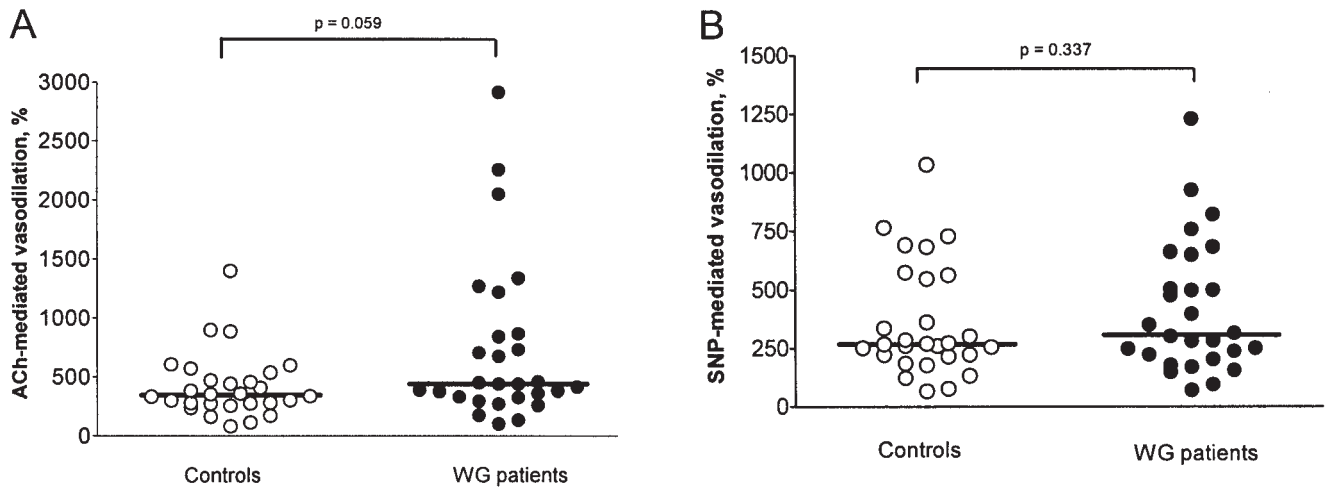 A
p = 0.059
ACh-mediated vasodilation, %
3000
2500
2000
1500
1000
500
0
Controls
WG patients
B
p = 0.337
SNP-mediated vasodilation, %
1500
1250
1000
750
500
250
0
Controls
WG patients